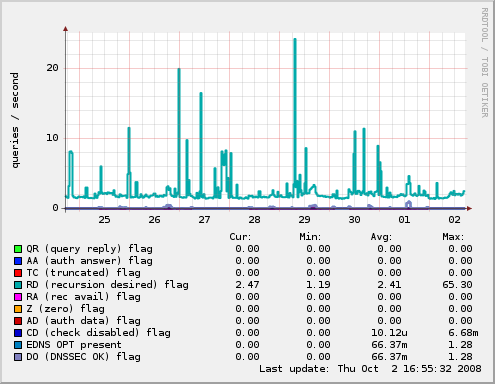 RRDTOOL / TOBI OETIKER
queries / second
20
10
0
25 26 27 28 29 30 01 02
Cur: Min: Avg: Max:
QR (query reply) flag 0.00 0.00 0.00 0.00
AA (auth answer) flag 0.00 0.00 0.00 0.00
TC (truncated) flag 0.00 0.00 0.00 0.00
RD (recursion desired) flag 2.47 1.19 2.41 65.30
RA (rec avail) flag 0.00 0.00 0.00 0.00
Z (zero) flag 0.00 0.00 0.00 0.00
AD (auth data) flag 0.00 0.00 0.00 0.00
CD (check disabled) flag 0.00 0.00 10.12u 6.68m
EDNS OPT present 0.00 0.00 66.37m 1.28
DO (DNSSEC OK) flag 0.00 0.00 66.37m 1.28
Last update: Thu Oct 2 16:55:32 2008